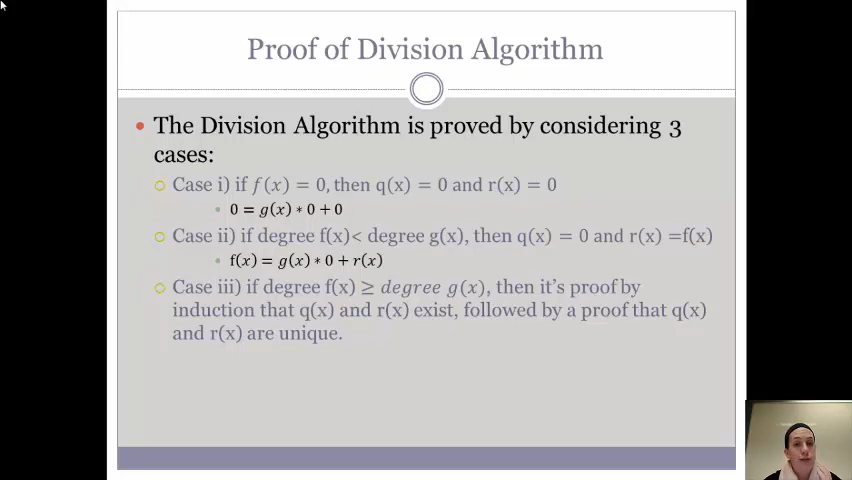 Proof of Division Algorithm
• The Division Algorithm is proved by considering 3
cases:
Case i) if f(x) = 0, then q(x) = 0 and r(x) = 0
• 0 = g(x) ∗ 0 + 0
Case ii) if degree f(x)< degree g(x), then q(x) = 0 and r(x) =f(x)
• f(x) = g(x) ∗ 0 + r(x)
Case iii) if degree f(x) ≥ degree g(x), then it's proof by
induction that q(x) and r(x) exist, followed by a proof that q(x)
and r(x) are unique.